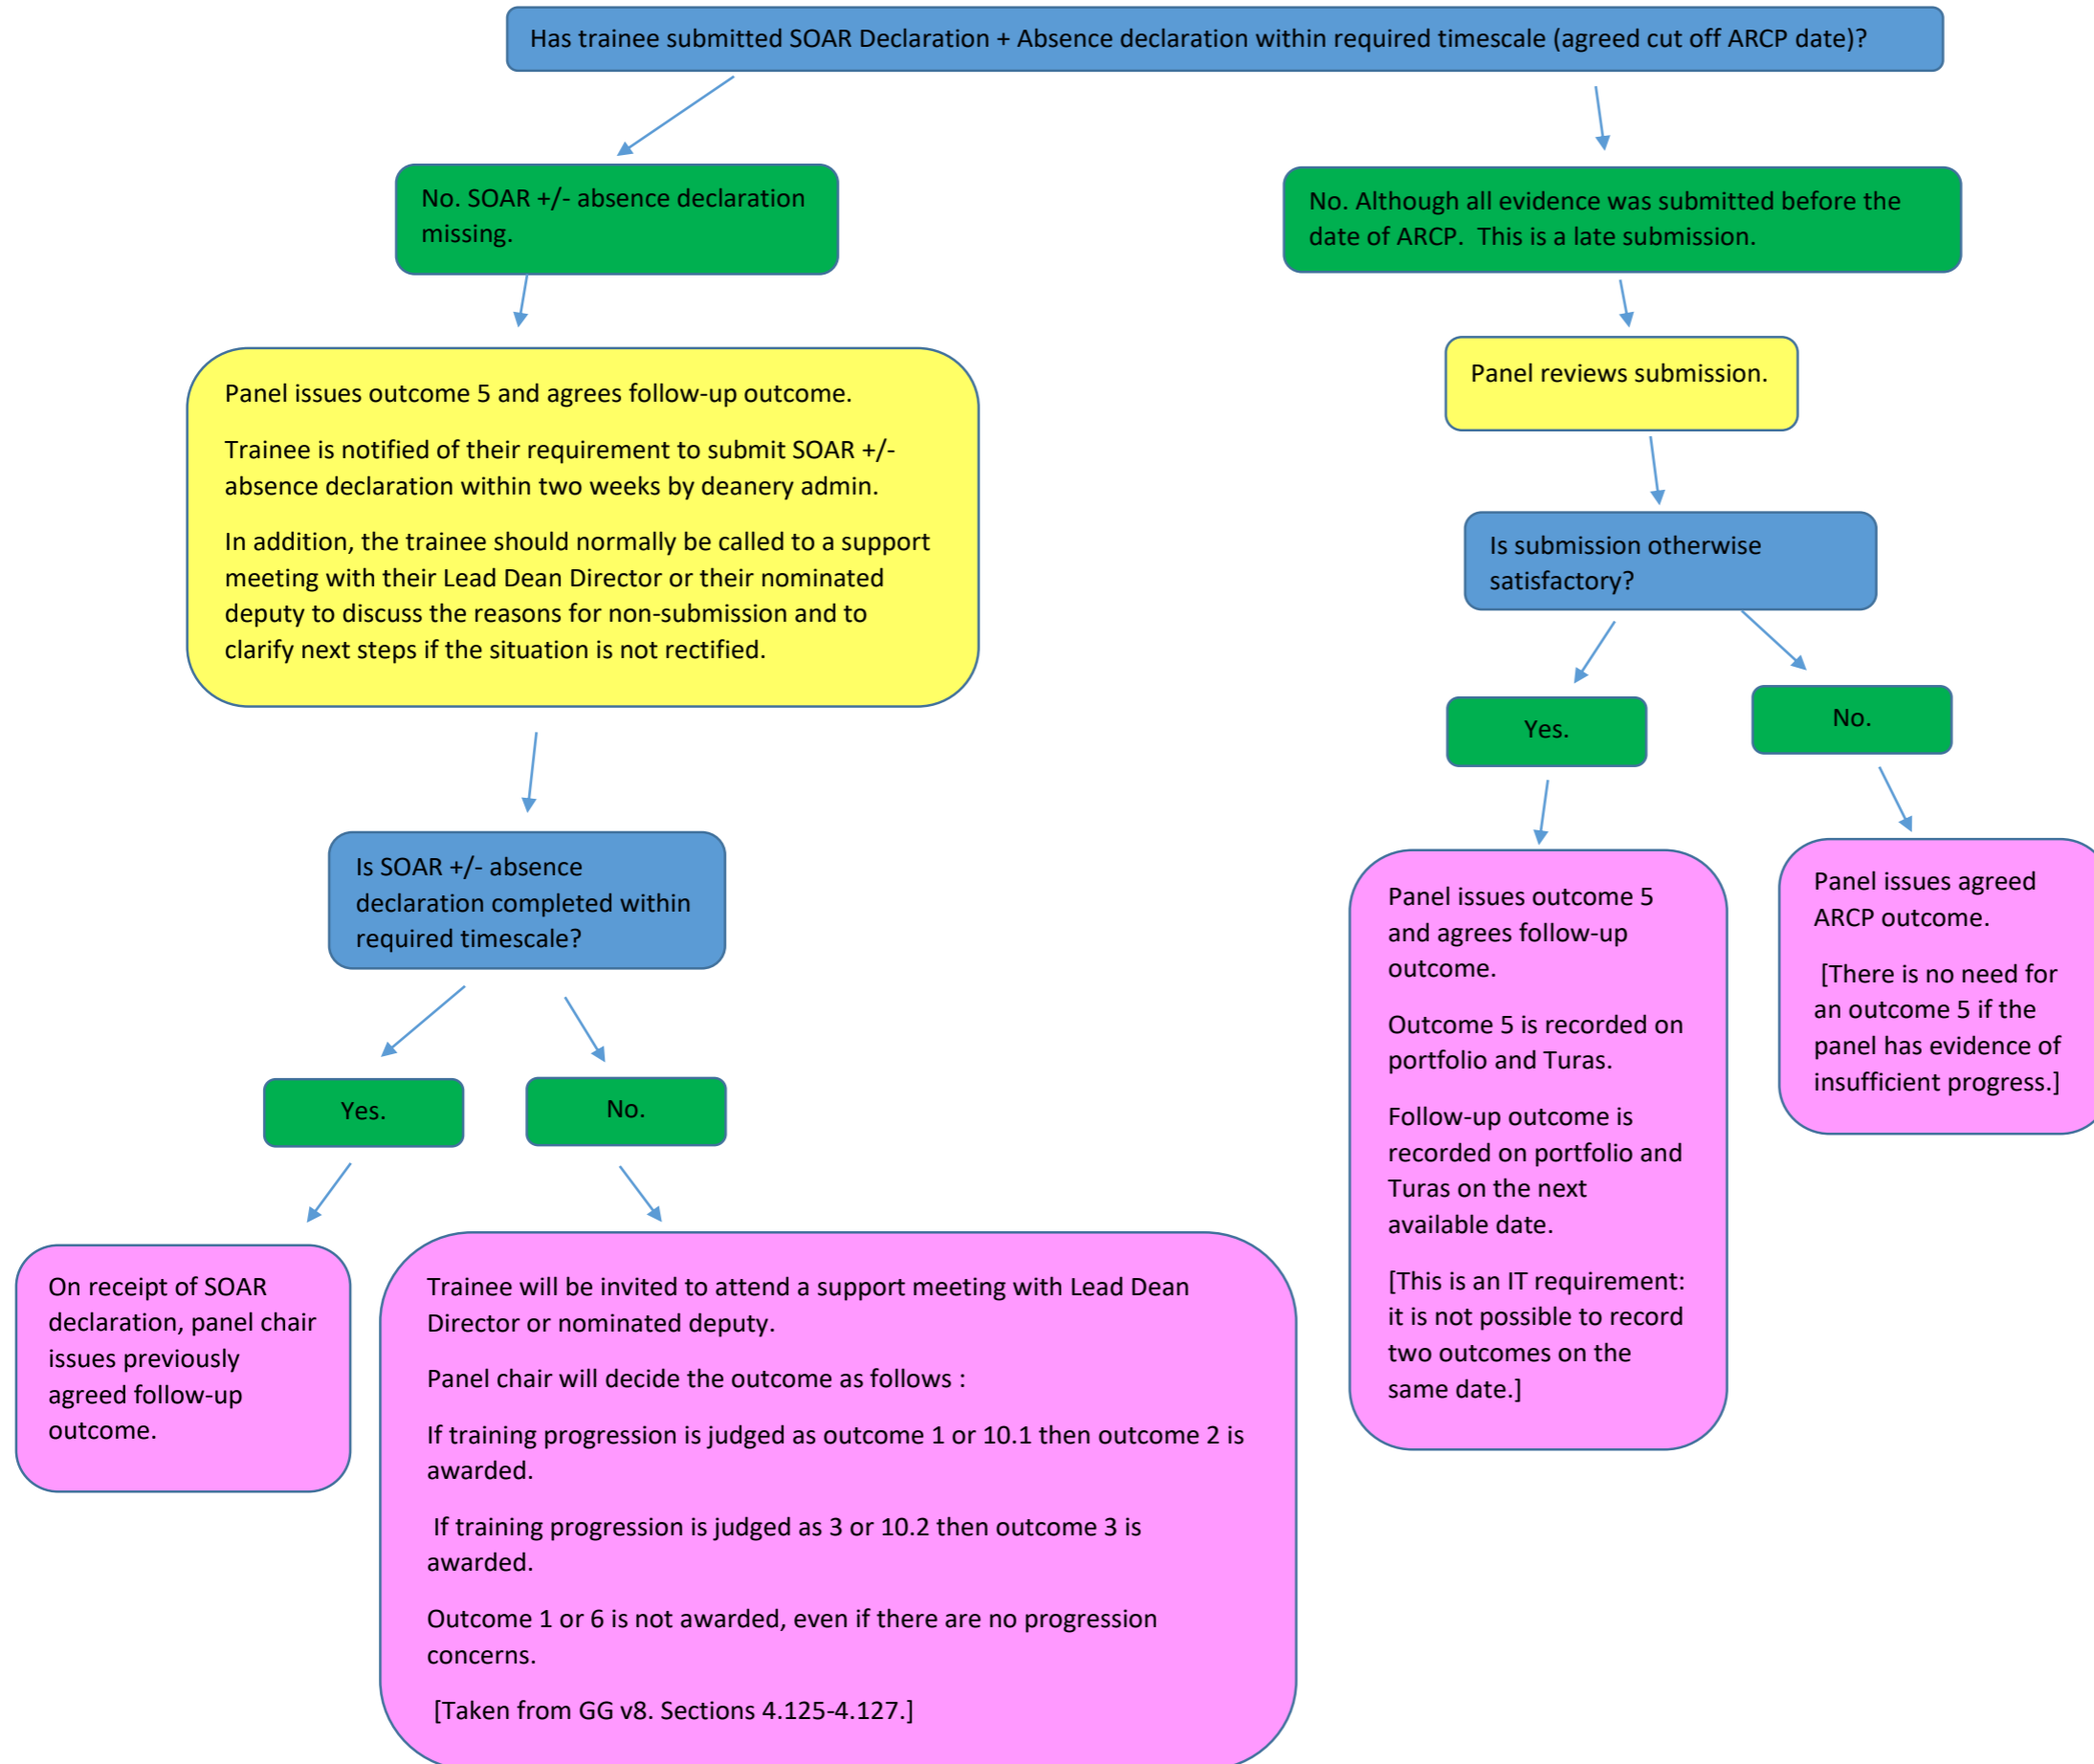 Has trainee submitted SOAR Declaration + Absence declaration within required timescale (agreed cut off ARCP date)?
No. SOAR +/- absence declaration
missing.
No. Although all evidence was submitted before the
date of ARCP.  This is a late submission.
Panel issues outcome 5 and agrees follow-up outcome.
Trainee is notified of their requirement to submit SOAR +/-
absence declaration within two weeks by deanery admin.
In addition, the trainee should normally be called to a support
meeting with their Lead Dean Director or their nominated
deputy to discuss the reasons for non-submission and to
clarify next steps if the situation is not rectified.
Panel reviews submission.
Is submission otherwise
satisfactory?
Yes.
No.
Is SOAR +/- absence
declaration completed within
required timescale?
Yes.
No.
Panel issues outcome 5
and agrees follow-up
outcome.
Outcome 5 is recorded on
portfolio and Turas.
Follow-up outcome is
recorded on portfolio and
Turas on the next
available date.
[This is an IT requirement:
it is not possible to record
two outcomes on the
same date.]
Panel issues agreed
ARCP outcome.
[There is no need for
an outcome 5 if the
panel has evidence of
insufficient progress.]
On receipt of SOAR
declaration, panel chair
issues previously
agreed follow-up
outcome.
Trainee will be invited to attend a support meeting with Lead Dean
Director or nominated deputy.
Panel chair will decide the outcome as follows :
If training progression is judged as outcome 1 or 10.1 then outcome 2 is
awarded.
If training progression is judged as 3 or 10.2 then outcome 3 is
awarded.
Outcome 1 or 6 is not awarded, even if there are no progression
concerns.
[Taken from GG v8. Sections 4.125-4.127.]